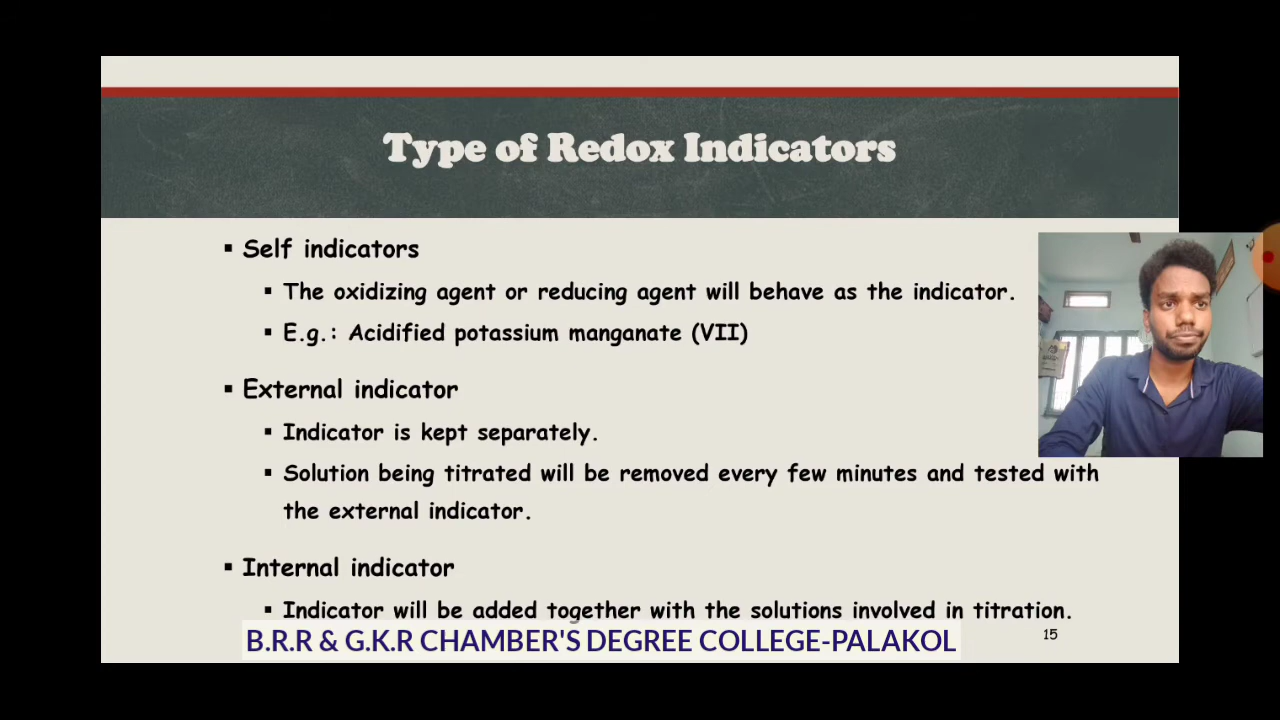 Type of Redox Indicators
▪ Self indicators
▪ The oxidizing agent or reducing agent will behave as the indicator.
▪ E.g.: Acidified potassium manganate (VII)
▪ External indicator
▪ Indicator is kept separately.
▪ Solution being titrated will be removed every few minutes and tested with
the external indicator.
▪ Internal indicator
▪ Indicator will be added together with the solutions involved in titration.
B.R.R & G.K.R CHAMBER'S DEGREE COLLEGE-PALAKOL
15